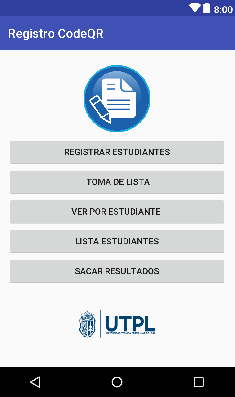 8:00
Registro CodeQR
REGISTRAR ESTUDIANTES
TOMA DE LISTA
VER POR ESTUDIANTE
LISTA ESTUDIANTES
SACAR RESULTADOS
UTPL